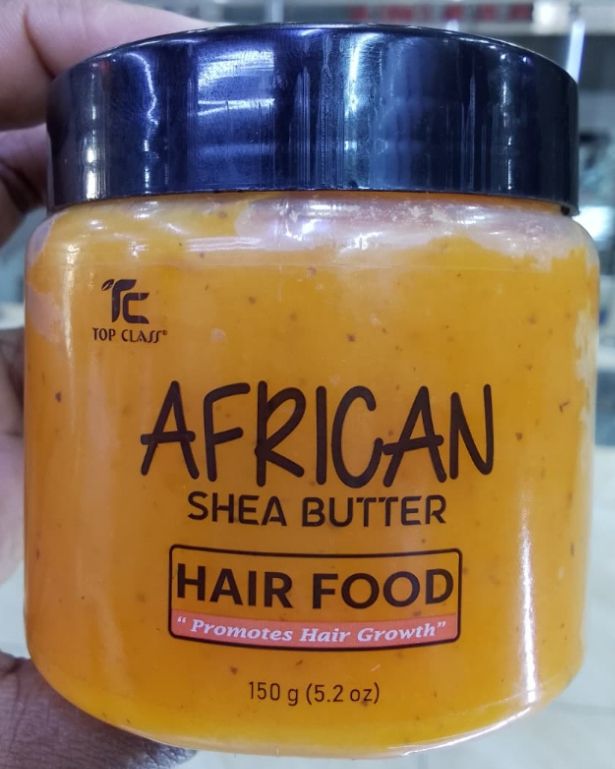 TC
TOP CLASS®
AFRICAN
SHEA BUTTER
HAIR FOOD
“Promotes Hair Growth”
150 g (5.2 oz)